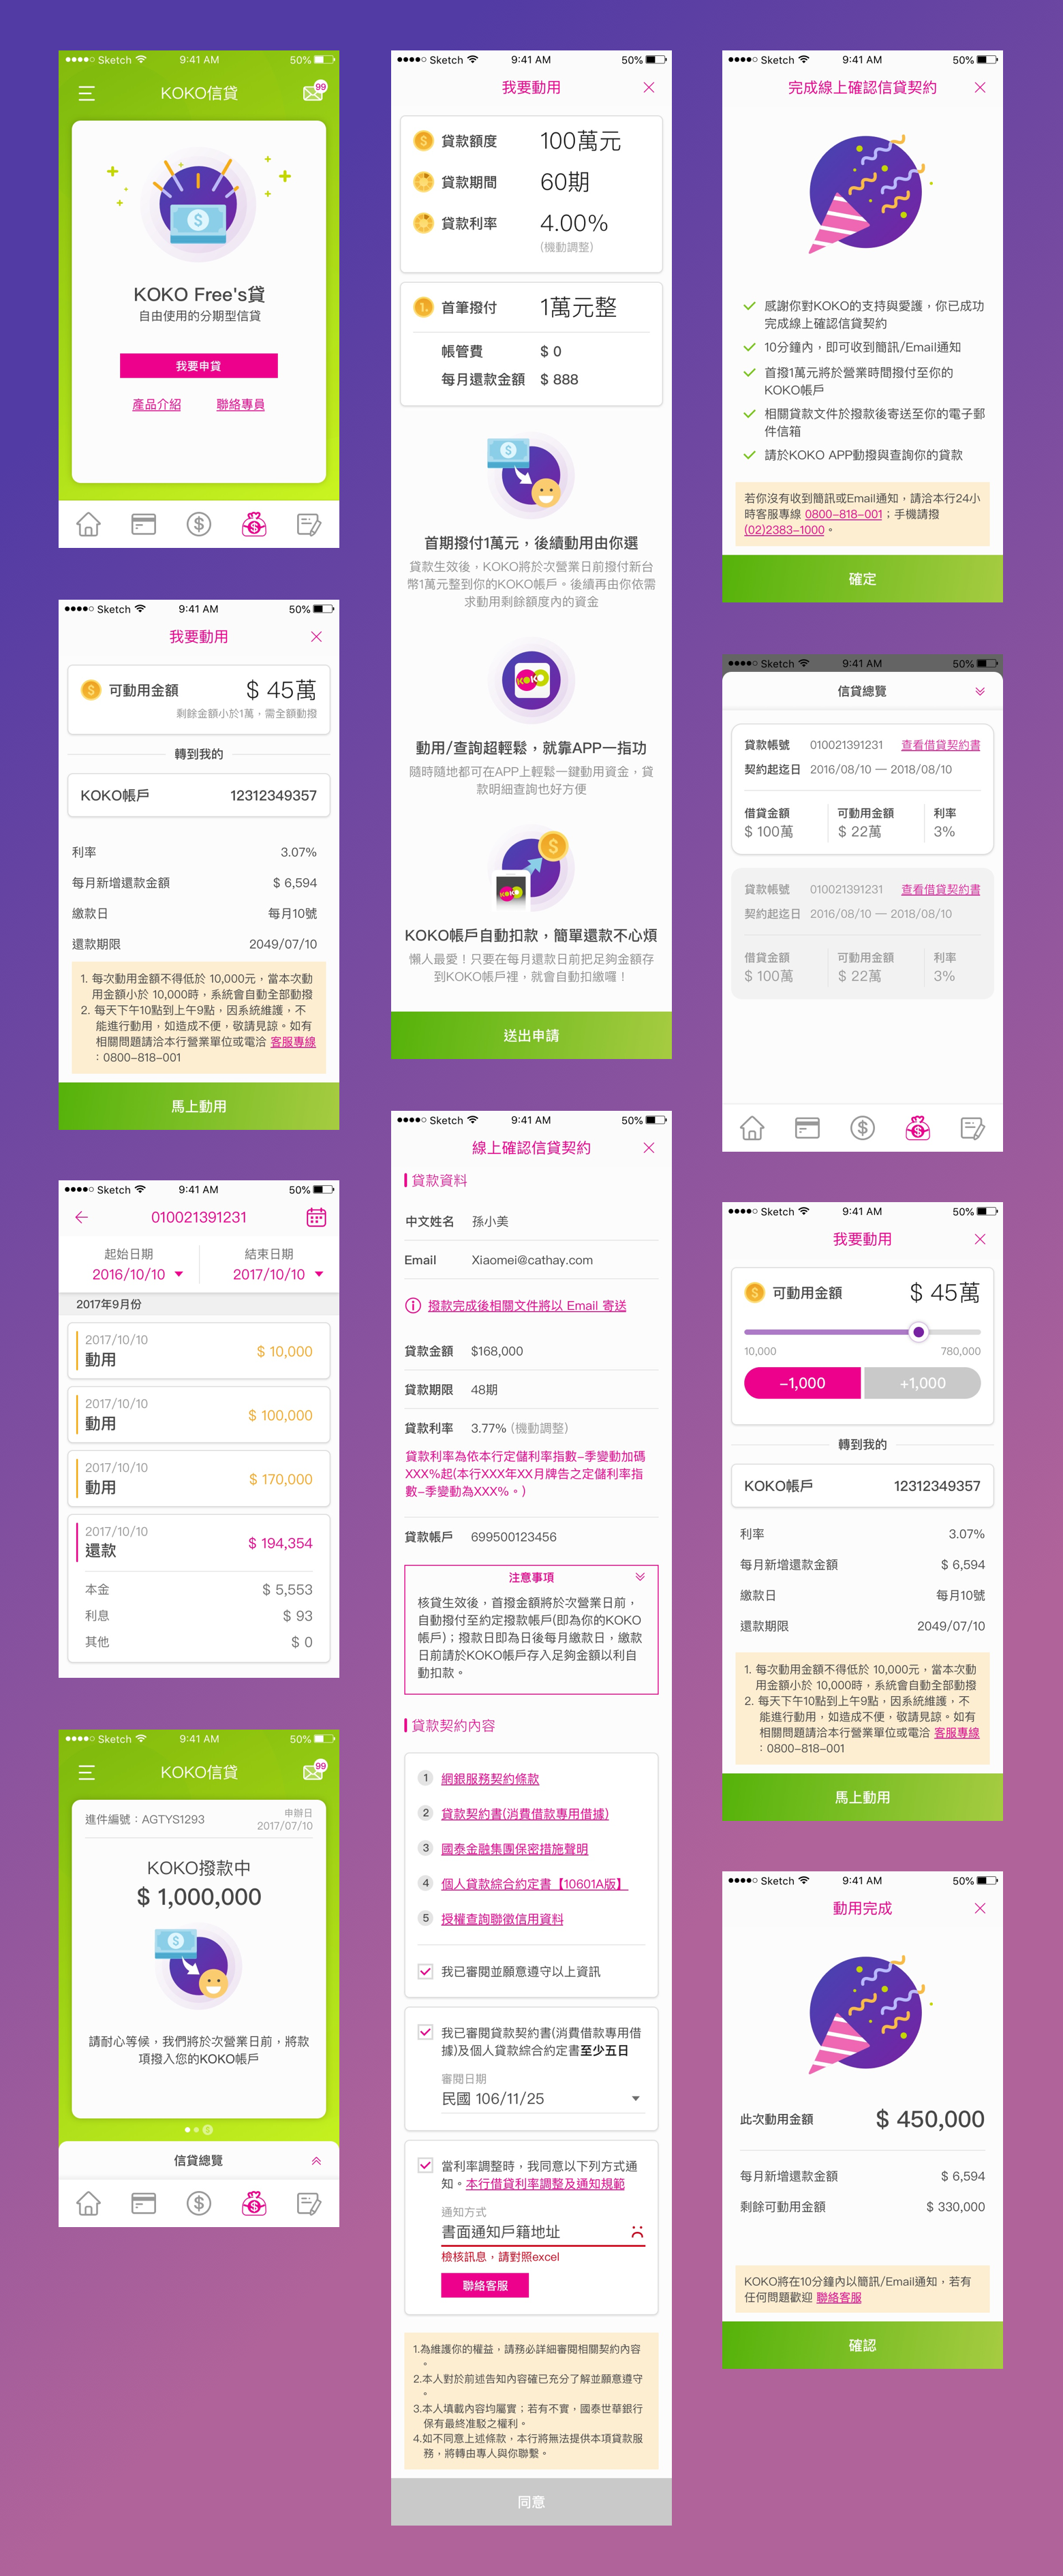 Sketch 9:41 AM 50%
KOKO信貸 99
KOKO Free's貸
自由使用的分期型信貸
我要申貸
產品介紹 聯絡專員
Sketch 9:41 AM 50%
我要動用
可動用金額 $ 45萬
剩餘金額小於1萬,需全額動撥
轉到我的
KOKO帳戶 12312349357
利率 3.07%
每月新增還款金額 $ 6,594
繳款日 每月10號
還款期限 2049/07/10
1. 每次動用金額不得低於 10,000元,當本次動
用金額小於 10,000時,系統會自動全部動撥
2. 每天下午10點到上午9點,因系統維護,不
能進行動用,如造成不便,敬請見諒。如有
相關問題請洽本行營業單位或電洽 客服專線
:0800-818-001
馬上動用
Sketch 9:41 AM 50%
010021391231
起始日期 結束日期
2016/10/10 2017/10/10
2017年9月份
2017/10/10
動用 $ 10,000
2017/10/10
動用 $ 100,000
2017/10/10
動用 $ 170,000
2017/10/10
還款 $ 194,354
本金 $ 5,553
利息 $ 93
其他 $ 0
Sketch 9:41 AM 50%
KOKO信貸 99
進件編號:AGTYS1293 申辦日
2017/07/10
KOKO撥款中
$ 1,000,000
請耐心等候,我們將於次營業日前,將款
項撥入您的KOKO帳戶
信貸總覽
Sketch 9:41 AM 50%
我要動用
貸款額度 100萬元
貸款期間 60期
貸款利率 4.00%
(機動調整)
首筆撥付 1萬元整
帳管費 $ 0
每月還款金額 $ 888
首期撥付1萬元,後續動用由你選
貸款生效後,KOKO將於次營業日前撥付新台
幣1萬元整到你的KOKO帳戶。後續再由你依需
求動用剩餘額度內的資金
KOKO
動用/查詢超輕鬆,就靠APP一指功
隨時隨地都可在APP上輕鬆一鍵動用資金,貸
款明細查詢也好方便
KOKO
KOKO帳戶自動扣款,簡單還款不心煩
懶人最愛!只要在每月還款日前把足夠金額存
到KOKO帳戶裡,就會自動扣繳囉!
送出申請
Sketch 9:41 AM 50%
線上確認信貸契約
貸款資料
中文姓名 孫小美
Email Xiaomei@cathay.com
撥款完成後相關文件將以 Email 寄送
貸款金額 $168,000
貸款期限 48期
貸款利率 3.77% (機動調整)
貸款利率為依本行定儲利率指數-季變動加碼
XXX%起(本行XXX年XX月牌告之定儲利率指
數-季變動為XXX%。)
貸款帳戶 699500123456
注意事項
核貸生效後,首撥金額將於次營業日前,
自動撥付至約定撥款帳戶(即為你的KOKO
帳戶);撥款日即為日後每月繳款日,繳款
日前請於KOKO帳戶存入足夠金額以利自
動扣款。
貸款契約內容
1 網銀服務契約條款
2 貸款契約書(消費借款專用借據)
3 國泰金融集團保密措施聲明
4 個人貸款綜合約定書【10601A版】
5 授權查詢聯徵信用資料
我已審閱並願意遵守以上資訊
我已審閱貸款契約書(消費借款專用借
據)及個人貸款綜合約定書至少五日
審閱日期
民國 106/11/25
當利率調整時,我同意以下列方式通
知。本行借貸利率調整及通知規範
通知方式
書面通知戶籍地址
檢核訊息,請對照excel
聯絡客服
1.為維護你的權益,請務必詳細審閱相關契約內容
。
2.本人對於前述告知內容確已充分了解並願意遵守
。
3.本人填載內容均屬實;若有不實,國泰世華銀行
保有最終准駁之權利。
4.如不同意上述條款,本行將無法提供本項貸款服
務,將轉由專人與你聯繫。
同意
Sketch 9:41 AM 50%
完成線上確認信貸契約
感謝你對KOKO的支持與愛護,你已成功
完成線上確認信貸契約
10分鐘內,即可收到簡訊/Email通知
首撥1萬元將於營業時間撥付至你的
KOKO帳戶
相關貸款文件於撥款後寄送至你的電子郵
件信箱
請於KOKO APP動撥與查詢你的貸款
若你沒有收到簡訊或Email通知,請洽本行24小
時客服專線 0800-818-001;手機請撥
(02)2383-1000。
確定
Sketch 9:41 AM 50%
信貸總覽
貸款帳號 010021391231 查看借貸契約書
契約起迄日 2016/08/10 — 2018/08/10
借貸金額 可動用金額 利率
$ 100萬 $ 22萬 3%
貸款帳號 010021391231 查看借貸契約書
契約起迄日 2016/08/10 — 2018/08/10
借貸金額 可動用金額 利率
$ 100萬 $ 22萬 3%
Sketch 9:41 AM 50%
我要動用
可動用金額 $ 45萬
10,000 780,000
-1,000 +1,000
轉到我的
KOKO帳戶 12312349357
利率 3.07%
每月新增還款金額 $ 6,594
繳款日 每月10號
還款期限 2049/07/10
1. 每次動用金額不得低於 10,000元,當本次動
用金額小於 10,000時,系統會自動全部動撥
2. 每天下午10點到上午9點,因系統維護,不
能進行動用,如造成不便,敬請見諒。如有
相關問題請洽本行營業單位或電洽 客服專線
:0800-818-001
馬上動用
Sketch 9:41 AM 50%
動用完成
此次動用金額 $ 450,000
每月新增還款金額 $ 6,594
剩餘可動用金額 $ 330,000
KOKO將在10分鐘內以簡訊/Email通知,若有
任何問題歡迎 聯絡客服
確認